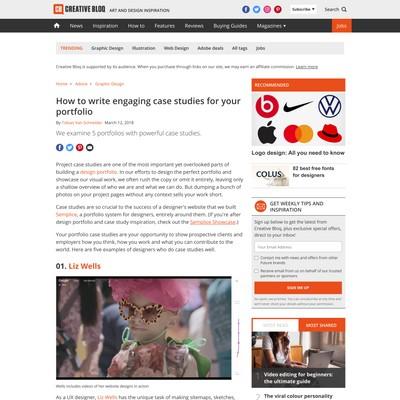 CB CREATIVE BLOQ ART AND DESIGN INSPIRATION
Subscribe
Search
News Inspiration How to Features Reviews Buying Guides Magazines Jobs
TRENDING Graphic Design Illustration Web Design Adobe deals All tags Jobs
Creative Bloq is supported by its audience. When you purchase through links on our site, we may earn an affiliate commission. Learn more
Home Advice Graphic Design
How to write engaging case studies for your
portfolio
By Tobias Van Schneider March 12, 2018
We examine 5 portfolios with powerful case studies.
Project case studies are one of the most important yet overlooked parts of
building a design portfolio. In our efforts to design the perfect portfolio and
showcase our visual work, we often rush the copy or omit it entirely, leaving only
a shallow overview of who we are and what we can do. But dumping a bunch of
photos on your project pages without any context sells your work short.
Case studies are so crucial to the success of a designer's website that we built
Semplice, a portfolio system for designers, entirely around them. (If you're after
design portfolio and case study inspiration, check out the Semplice Showcase.)
Your portfolio case studies are your opportunity to show prospective clients and
employers how you think, how you work and what you can contribute to the
world. Here are five examples of designers who do case studies well.
01. Liz Wells
Wells includes videos of her website designs in action
As a UX designer, Liz Wells has the unique task of making sitemaps, sketches,
RECOMMENDED
Logo design: All you need to
82 best free fonts
for designers
COLUS
GET WEEKLY TIPS AND
INSPIRATION
Sign up below to get the latest from
Creative Bloq, plus exclusive special offers,
direct to your inbox!
Your Email Address
Contact me with news and offers from other
Future brands
Receive email from us on behalf of our trusted
partners or sponsors
SIGN ME UP
MOST READ MOST SHARED
1 Video editing for beginners:
the ultimate guide
2 The viral colour personality